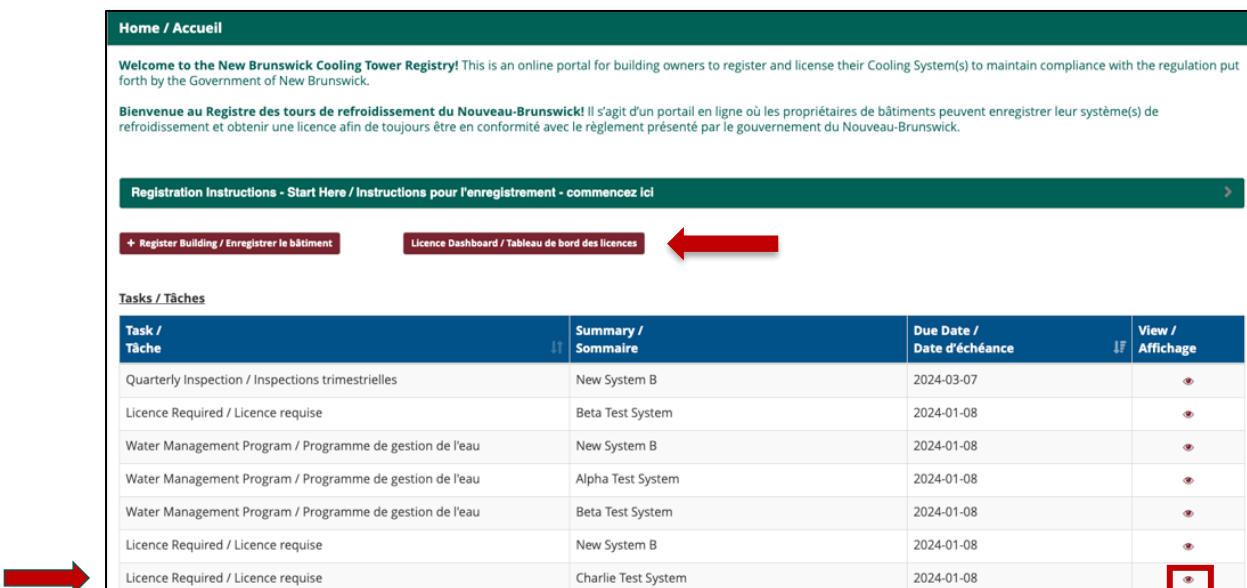 Home / Accueil
Welcome to the New Brunswick Cooling Tower Registry! This is an online portal for building owners to register and license their Cooling System(s) to maintain compliance with the regulation put
forth by the Government of New Brunswick.
Bienvenue au Registre des tours de refroidissement du Nouveau-Brunswick! Il s'agit d'un portail en ligne où les propriétaires de bâtiments peuvent enregistrer leur système(s) de
refroidissement et obtenir une licence afin de toujours être en conformité avec le règlement présenté par le gouvernement du Nouveau-Brunswick.
Registration Instructions - Start Here / Instructions pour l'enregistrement - commencez ici
+ Register Building / Enregistrer le bâtiment Licence Dashboard / Tableau de bord des licences
Tasks / Tâches
Task / Summary / Due Date / View /
Tâche Sommaire Date d'échéance Affichage
Quarterly Inspection / Inspections trimestrielles New System B 2024-03-07
Licence Required / Licence requise Beta Test System 2024-01-08
Water Management Program / Programme de gestion de l'eau New System B 2024-01-08
Water Management Program / Programme de gestion de l'eau Alpha Test System 2024-01-08
Water Management Program / Programme de gestion de l'eau Beta Test System 2024-01-08
Licence Required / Licence requise New System B 2024-01-08
Licence Required / Licence requise Charlie Test System 2024-01-08